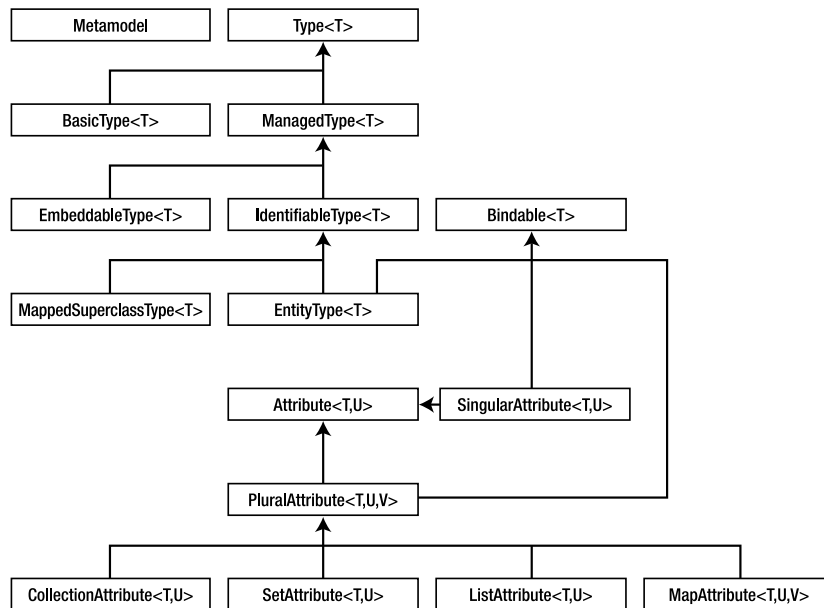 Metamodel
Type<T>
BasicType<T>
ManagedType<T>
EmbeddableType<T>
IdentifiableType<T>
Bindable<T>
MappedSuperclassType<T>
EntityType<T>
Attribute<T,U>
SingularAttribute<T,U>
PluralAttribute<T,U,V>
CollectionAttribute<T,U>
SetAttribute<T,U>
ListAttribute<T,U>
MapAttribute<T,U,V>